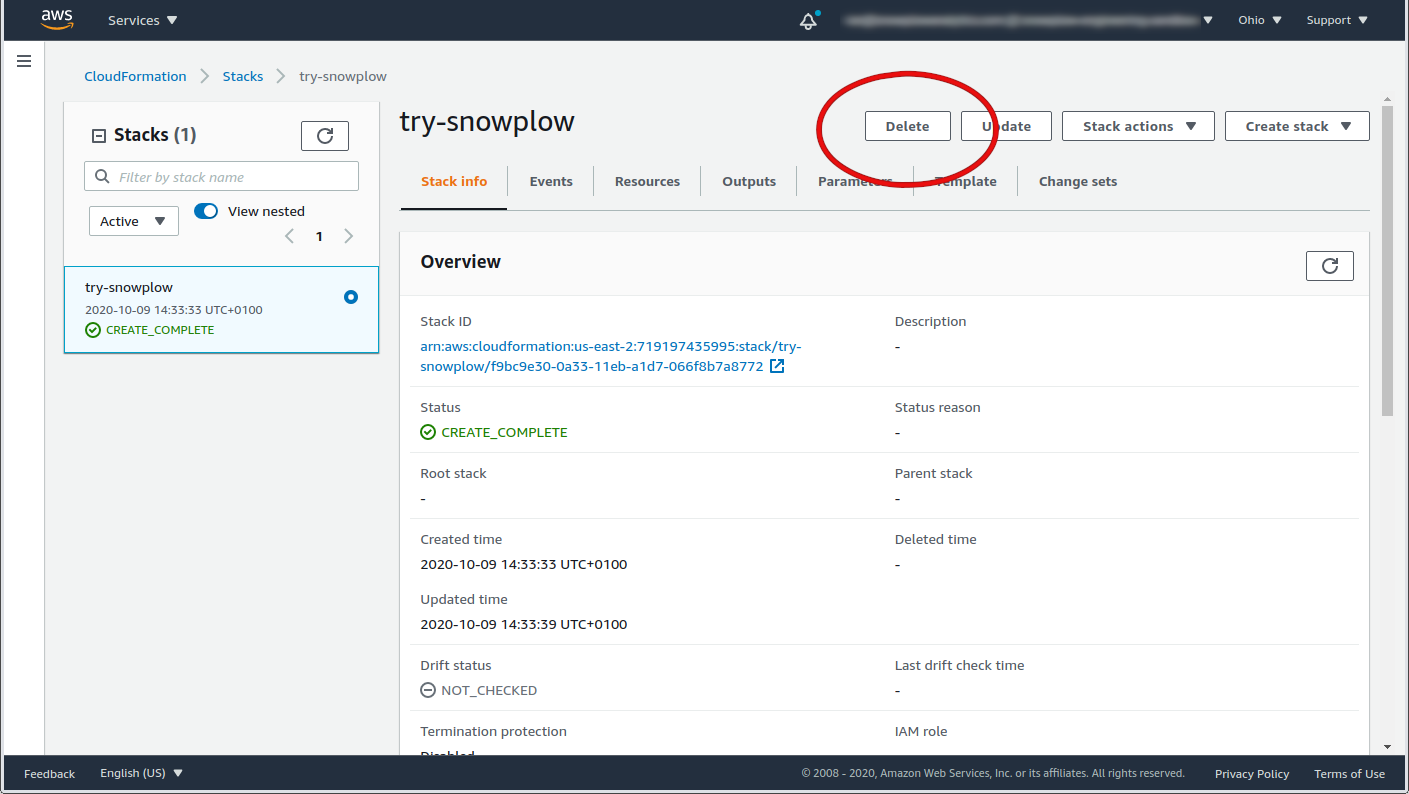 aws Services Ohio Support
CloudFormation Stacks try-snowplow
Stacks (1)
Filter by stack name
Active View nested
1
try-snowplow
2020-10-09 14:33:33 UTC+0100
CREATE_COMPLETE
try-snowplow
Delete Update Stack actions Create stack
Stack info Events Resources Outputs Parameters Template Change sets
Overview
Stack ID Description
arn:aws:cloudformation:us-east-2:719197435995:stack/try- -
snowplow/f9bc9e30-0a33-11eb-a1d7-066f8b7a8772
Status Status reason
CREATE_COMPLETE -
Root stack Parent stack
- -
Created time Deleted time
2020-10-09 14:33:33 UTC+0100 -
Updated time
2020-10-09 14:33:39 UTC+0100
Drift status Last drift check time
NOT_CHECKED -
Termination protection IAM role
Disabled
Feedback English (US) © 2008 - 2020, Amazon Web Services, Inc. or its affiliates. All rights reserved. Privacy Policy Terms of Use